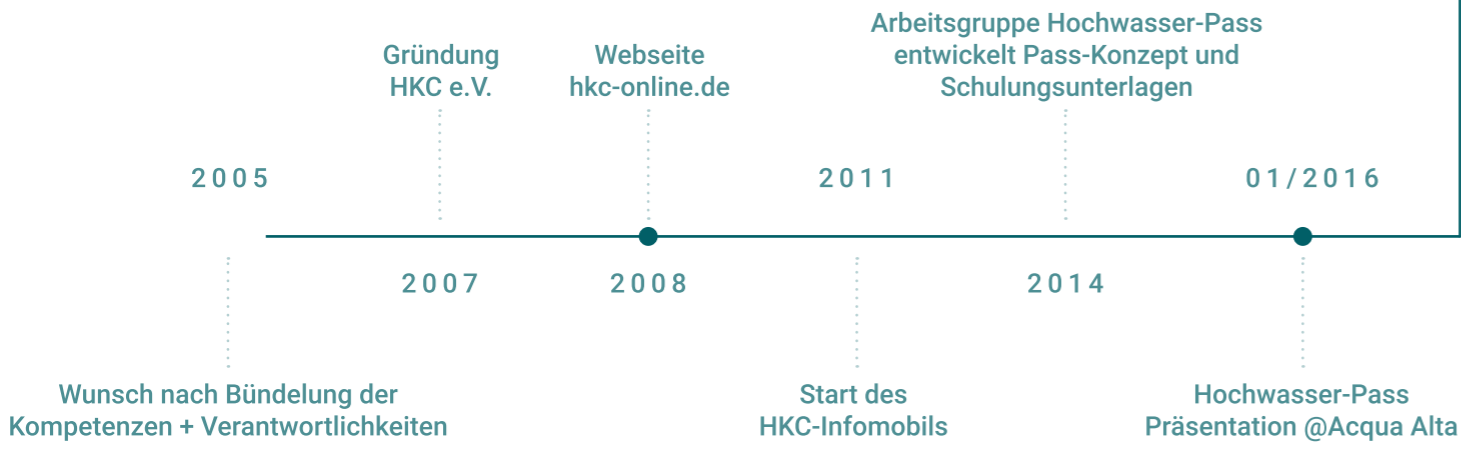 2005
Wunsch nach Bündelung der
Kompetenzen + Verantwortlichkeiten
Gründung
HKC e.V.
2007
Webseite
hkc-online.de
2008
2011
Start des
HKC-Infomobils
Arbeitsgruppe Hochwasser-Pass
entwickelt Pass-Konzept und
Schulungsunterlagen
2014
01/2016
Hochwasser-Pass
Präsentation @Acqua Alta